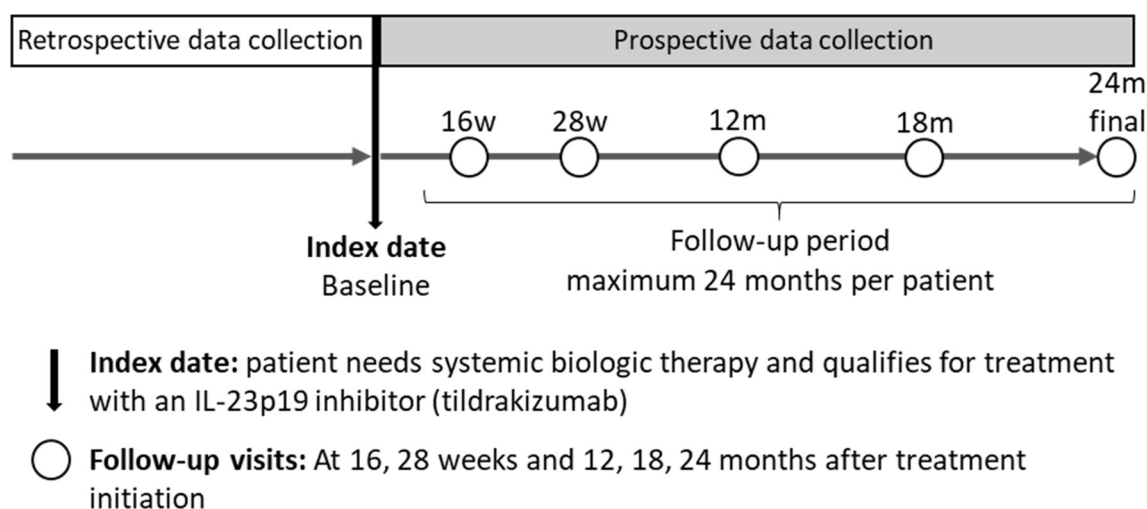 Retrospective data collection
Prospective data collection
16w
28w
12m
18m
24m
final
Index date
Baseline
Follow-up period
maximum 24 months per patient
Index date: patient needs systemic biologic therapy and qualifies for treatment
with an IL-23p19 inhibitor (tildrakizumab)
Follow-up visits: At 16, 28 weeks and 12, 18, 24 months after treatment
initiation